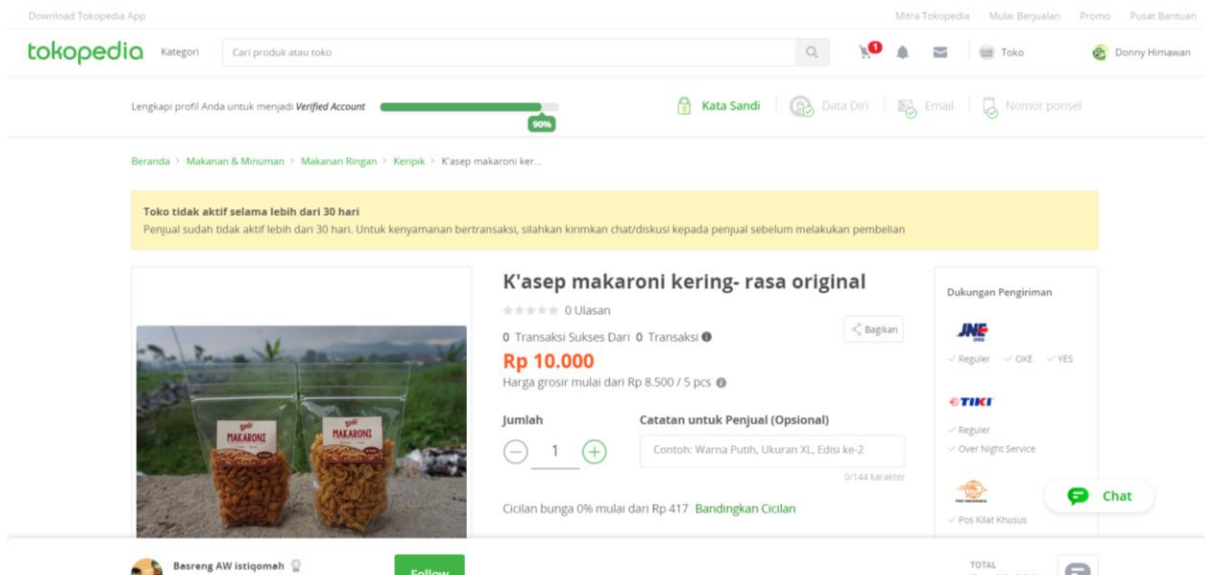 Download Tokopedia App
Mitra Tokopedia Mulai Berjualan Promo Pusat Bantuan
tokopedia Kategori Cari produk atau toko 1 Toko Donny Himawan
Lengkapi profil Anda untuk menjadi Verified Account 90% Kata Sandi Data Diri Email Nomor ponsel
Beranda > Makanan & Minuman > Makanan Ringan > Keripik > K'asep makaroni ker...
Toko tidak aktif selama lebih dari 30 hari
Penjual sudah tidak aktif lebih dari 30 hari. Untuk kenyamanan bertransaksi, silahkan kirimkan chat/diskusi kepada penjual sebelum melakukan pembelian
MAKARONI
MAKARONI
K'asep makaroni kering- rasa original
0 Ulasan
0 Transaksi Sukses Dari 0 Transaksi
Bagikan
Rp 10.000
Harga grosir mulai dari Rp 8.500 / 5 pcs
Jumlah
1
Catatan untuk Penjual (Opsional)
Contoh: Warna Putih, Ukuran XL, Edisi ke-2
0/144 karakter
Cicilan bunga 0% mulai dari Rp 417 Bandingkan Cicilan
Dukungan Pengiriman
JNE
Reguler OKE YES
TIKI
Reguler
Over Night Service
POS INDONESIA
Pos Kilat Khusus
Chat
Basreng AW istiqomah
Follow
TOTAL